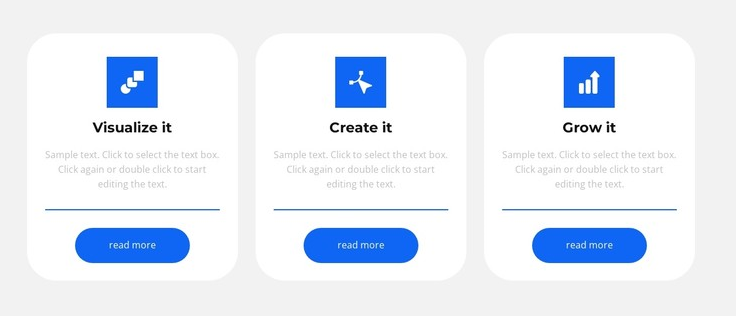 Visualize it
Sample text. Click to select the text box.
Click again or double click to start
editing the text.
read more
Create it
Sample text. Click to select the text box.
Click again or double click to start
editing the text.
read more
Grow it
Sample text. Click to select the text box.
Click again or double click to start
editing the text.
read more